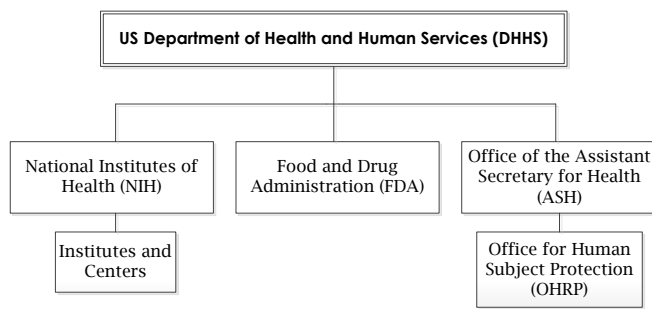 US Department of Health and Human Services (DHHS)
National Institutes of
Health (NIH)
Food and Drug
Administration (FDA)
Office of the Assistant
Secretary for Health
(ASH)
Institutes and
Centers
Office for Human
Subject Protection
(OHRP)